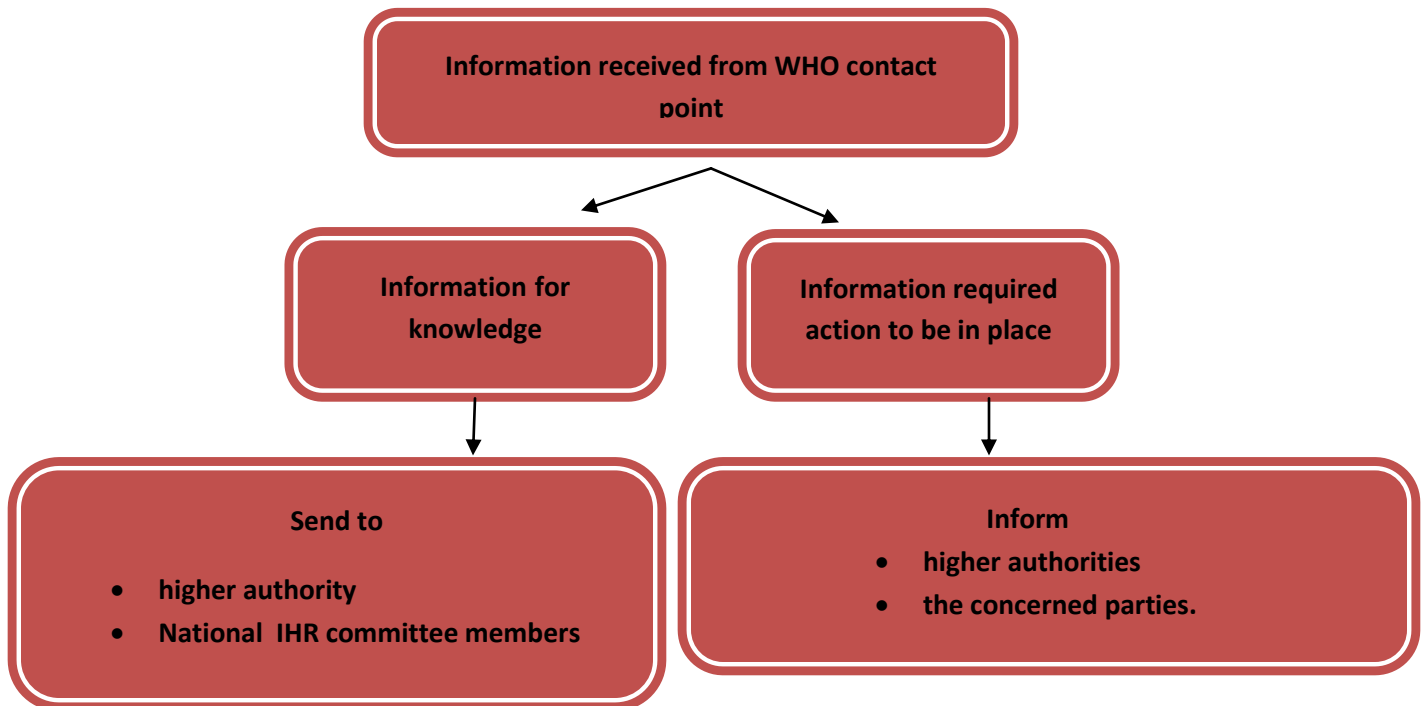 Information received from WHO contact
point
Information for
knowledge
Information required
action to be in place
Send to
• higher authority
• National  IHR committee members
Inform
• higher authorities
• the concerned parties.